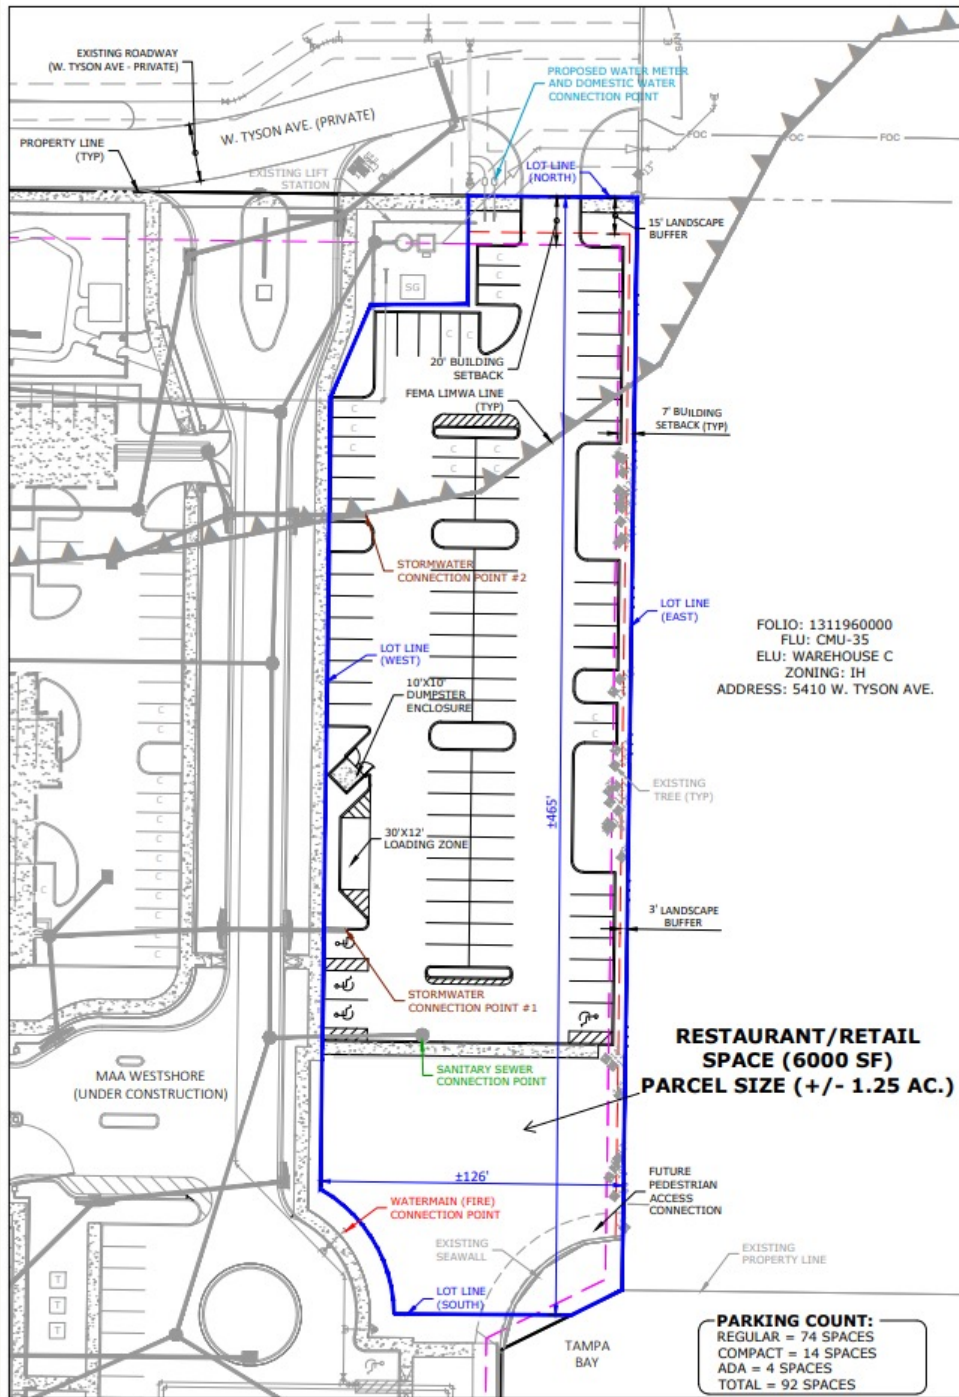 EXISTING ROADWAY
(W. TYSON AVE - PRIVATE)
PROPOSED WATER METER
AND DOMESTIC WATER
CONNECTION POINT
SAN
W. TYSON AVE. (PRIVATE)
FOC
FOC
FOC
PROPERTY LINE
(TYP)
EXISTING LIFT
STATION
LOT LINE
(NORTH)
15' LANDSCAPE
BUFFER
SG
C
C
C
C
C
C
C
20' BUILDING
SETBACK
FEMA LIMWA LINE
(TYP)
7' BUILDING
SETBACK (TYP)
C
C
C
C
C
C
C
STORMWATER
CONNECTION POINT #2
LOT LINE
(EAST)
FOLIO: 1311960000
FLU: CMU-35
ELU: WAREHOUSE C
ZONING: IH
ADDRESS: 5410 W. TYSON AVE.
LOT LINE
(WEST)
10'X10'
DUMPSTER
ENCLOSURE
C
C
C
C
EXISTING
TREE (TYP)
±465'
30'X12'
LOADING ZONE
C
C
C
C
C
C
3' LANDSCAPE
BUFFER
STORMWATER
CONNECTION POINT #1
RESTAURANT/RETAIL
SPACE (6000 SF)
PARCEL SIZE (+/- 1.25 AC.)
SANITARY SEWER
CONNECTION POINT
MAA WESTSHORE
(UNDER CONSTRUCTION)
±126'
FUTURE
PEDESTRIAN
ACCESS
CONNECTION
WATERMAIN (FIRE)
CONNECTION POINT
EXISTING
SEAWALL
EXISTING
PROPERTY LINE
T
T
T
LOT LINE
(SOUTH)
TAMPA
BAY
PARKING COUNT:
REGULAR = 74 SPACES
COMPACT = 14 SPACES
ADA = 4 SPACES
TOTAL = 92 SPACES